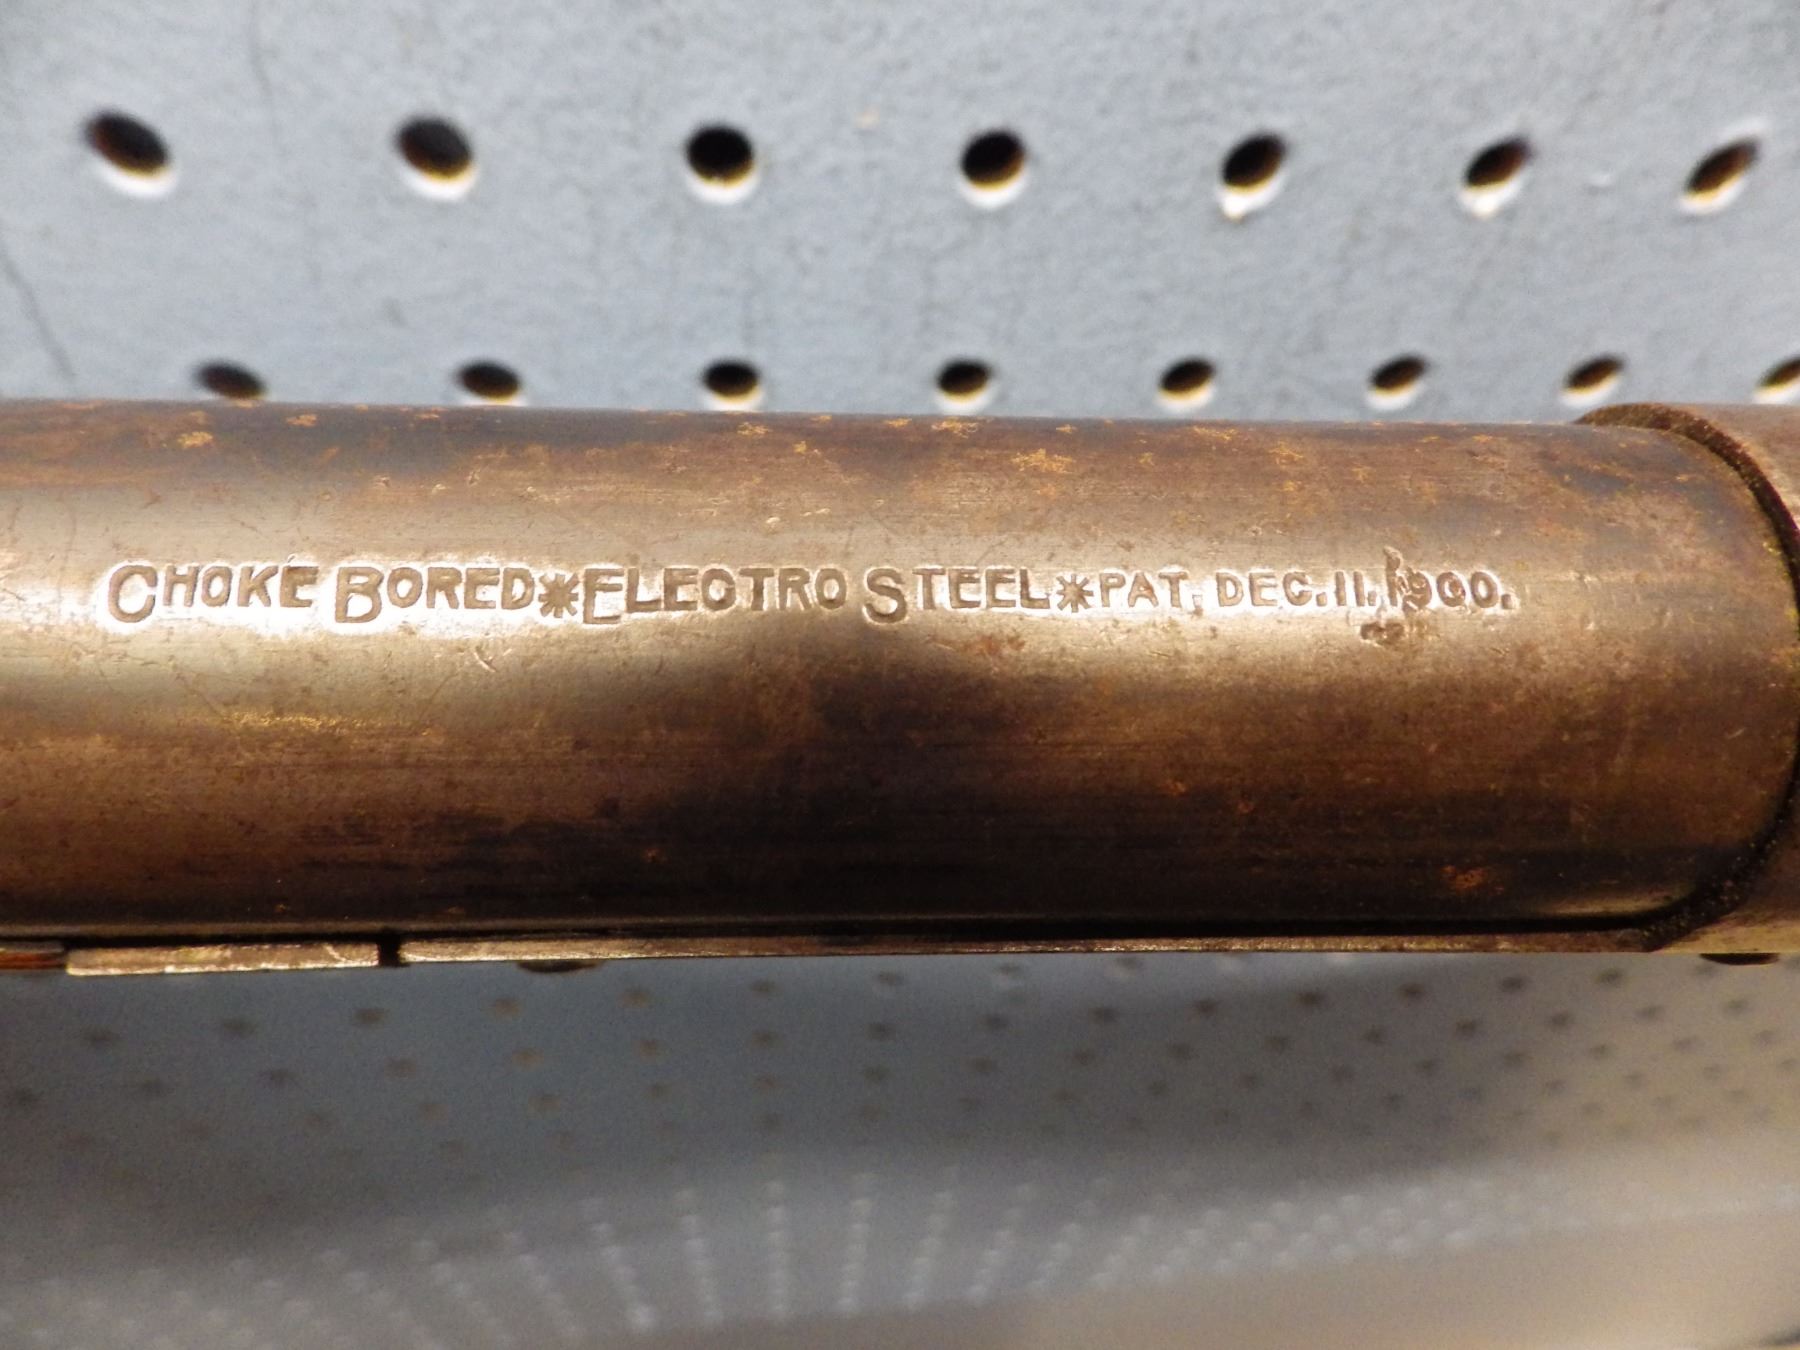 CHOKE BORED * ELECTRO STEEL * PAT. DEC. 11. 1900.